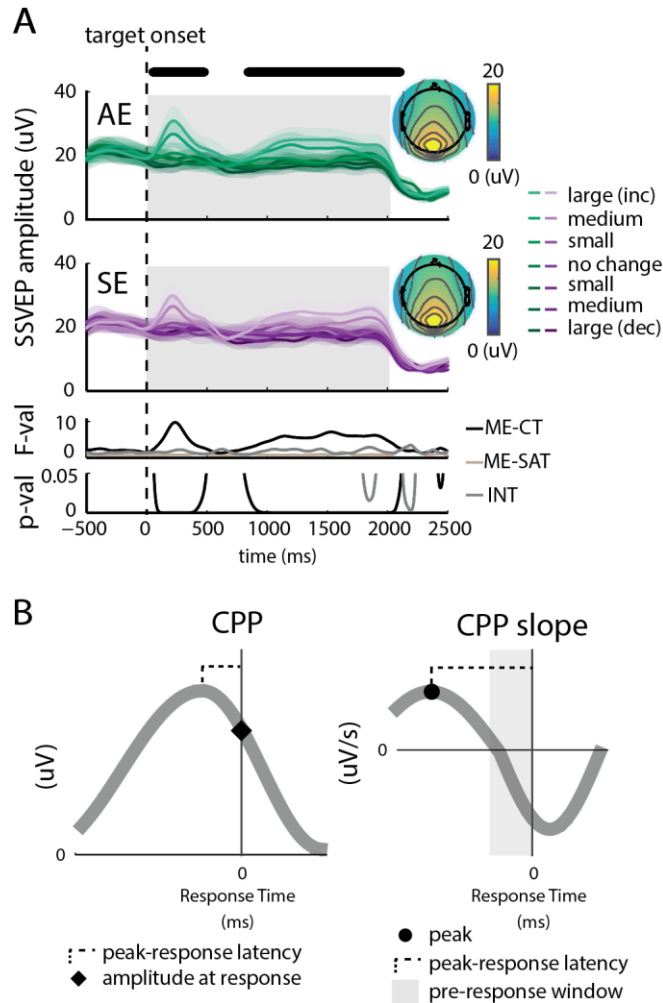 A
target onset
AE
SSVEP amplitude (uV)
40
20
0
20
0 (uV)
large (inc)
medium
small
no change
small
medium
large (dec)
SE
40
20
0
20
0 (uV)
F-val
10
0
ME-CT
ME-SAT
INT
p-val
0.05
0
−500 0 500 1000 1500 2000 2500
time (ms)
B
CPP
(uV)
0
0
Response Time
(ms)
peak-response latency
amplitude at response
CPP slope
(uV/s)
0
0
Response Time
(ms)
peak
peak-response latency
pre-response window